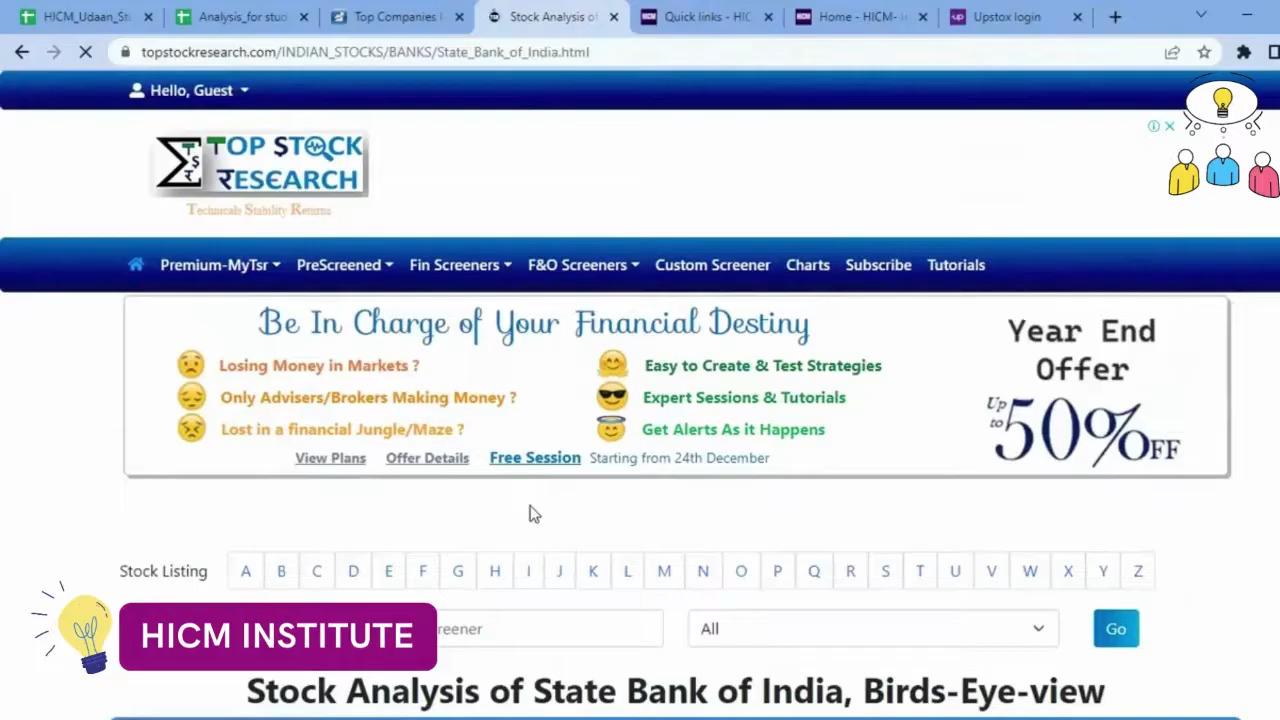 HICM_Udaan_St
Analysis_for stud
Top Companies I
Stock Analysis of
Quick links - HIC
Home - HICM- I
Upstox login
topstockresearch.com/INDIAN_STOCKS/BANKS/State_Bank_of_India.html
Hello, Guest
TOP STOCK
RESEARCH
Technicals Stability Returns
Premium-MyTsr PreScreened Fin Screeners F&O Screeners Custom Screener Charts Subscribe Tutorials
Be In Charge of Your Financial Destiny
Losing Money in Markets ?
Easy to Create & Test Strategies
Only Advisers/Brokers Making Money ?
Expert Sessions & Tutorials
Lost in a financial Jungle/Maze ?
Get Alerts As it Happens
View Plans Offer Details Free Session Starting from 24th December
Year End
Offer
Up to 50% OFF
Stock Listing A B C D E F G H I J K L M N O P Q R S T U V W X Y Z
reener
All
Go
HICM INSTITUTE
Stock Analysis of State Bank of India, Birds-Eye-view